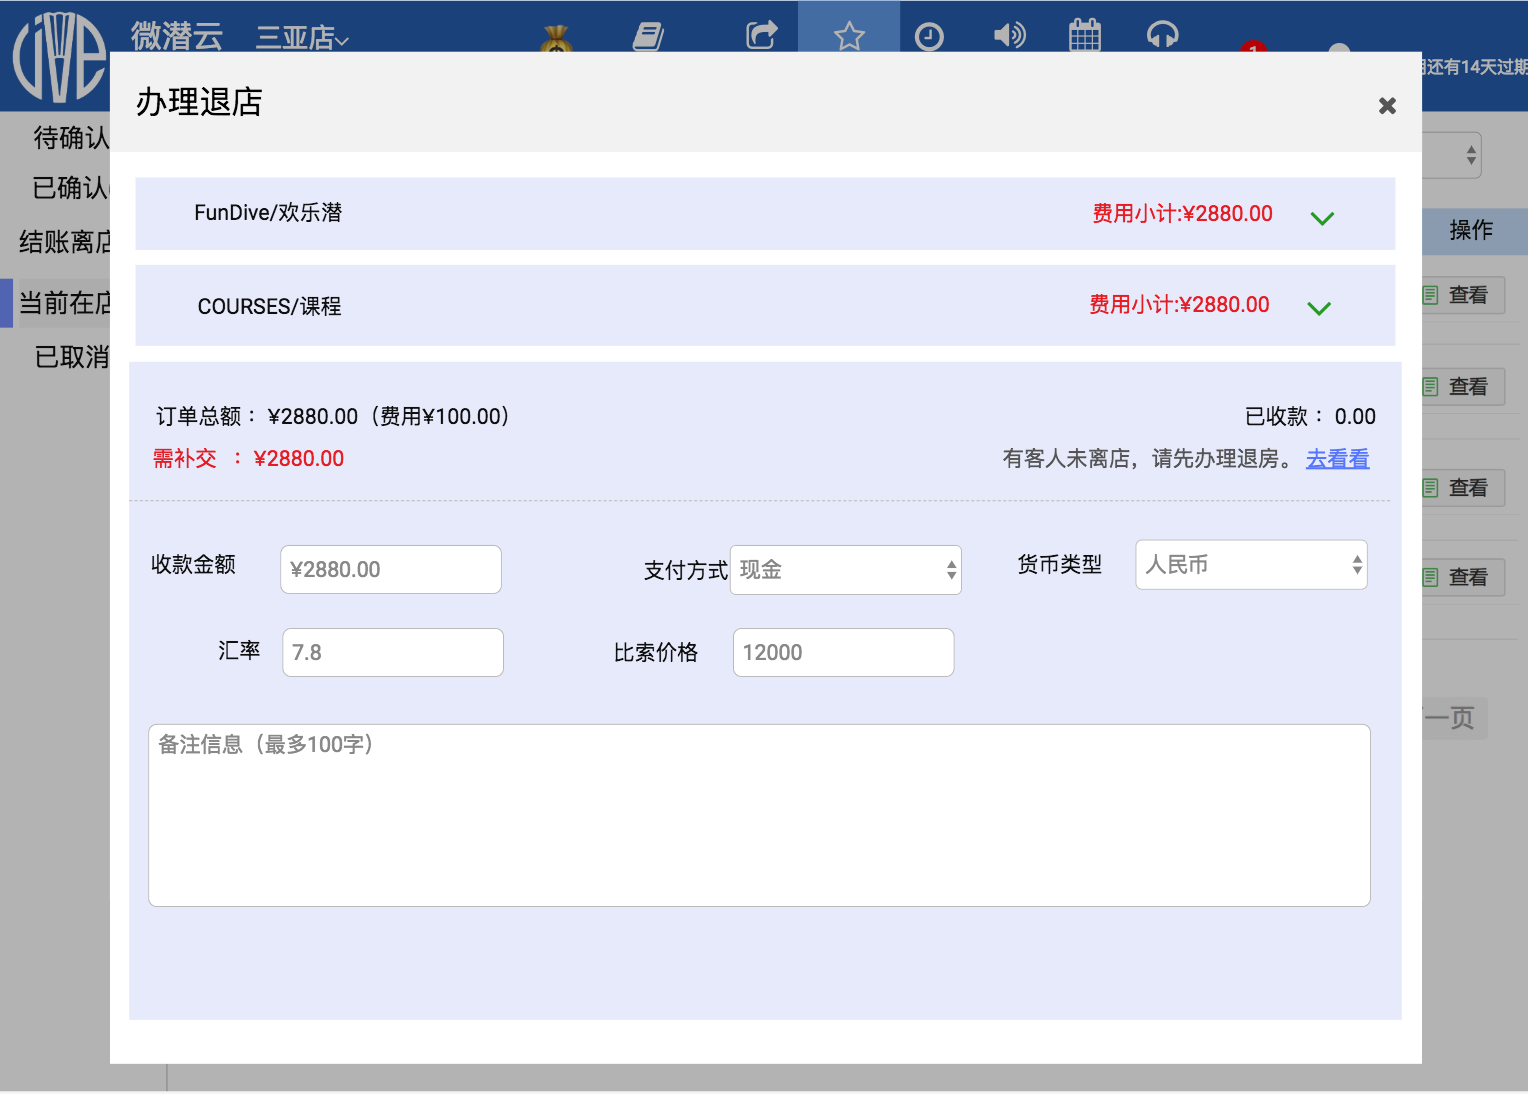 微潜云 三亚店
1
还有14天过期
办理退店
待确认
已确认
结账离店
当前在店
已取消
操作
查看
查看
查看
查看
一页
FunDive/欢乐潜 费用小计:¥2880.00
COURSES/课程 费用小计:¥2880.00
订单总额： ¥2880.00（费用¥100.00） 已收款： 0.00
需补交 ： ¥2880.00 有客人未离店，请先办理退房。 去看看
收款金额 ¥2880.00 支付方式 现金 货币类型 人民币
汇率 7.8 比索价格 12000
备注信息（最多100字）